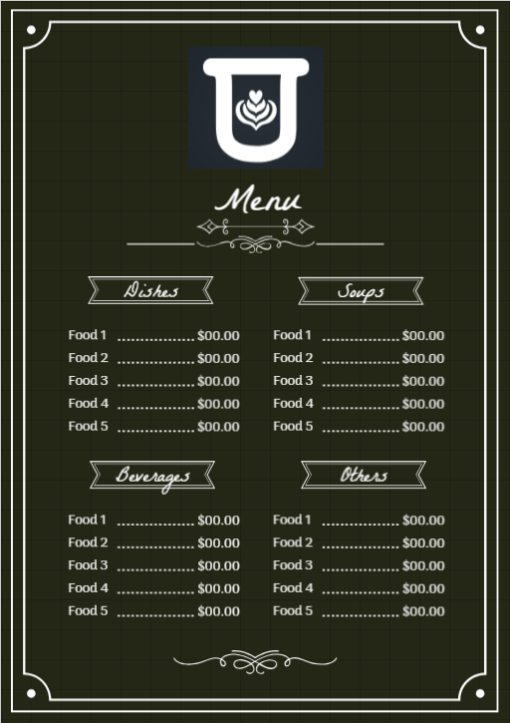 Menu
Dishes
Food 1 ................... $00.00
Food 2 ................... $00.00
Food 3 ................... $00.00
Food 4 ................... $00.00
Food 5 ................... $00.00
Soups
Food 1 ................... $00.00
Food 2 ................... $00.00
Food 3 ................... $00.00
Food 4 ................... $00.00
Food 5 ................... $00.00
Beverages
Food 1 ................... $00.00
Food 2 ................... $00.00
Food 3 ................... $00.00
Food 4 ................... $00.00
Food 5 ................... $00.00
Others
Food 1 ................... $00.00
Food 2 ................... $00.00
Food 3 ................... $00.00
Food 4 ................... $00.00
Food 5 ................... $00.00